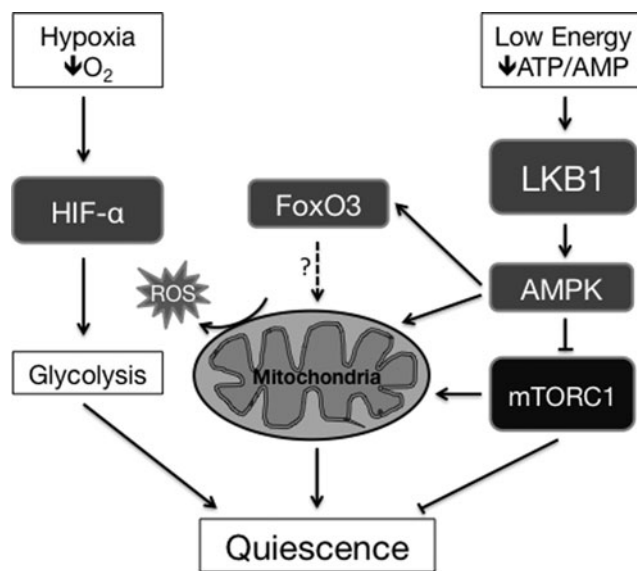 Hypoxia
↓O₂
Low Energy
↓ATP/AMP
LKB1
HIF-α
FoxO3
?
ROS
AMPK
Glycolysis
Mitochondria
mTORC1
Quiescence